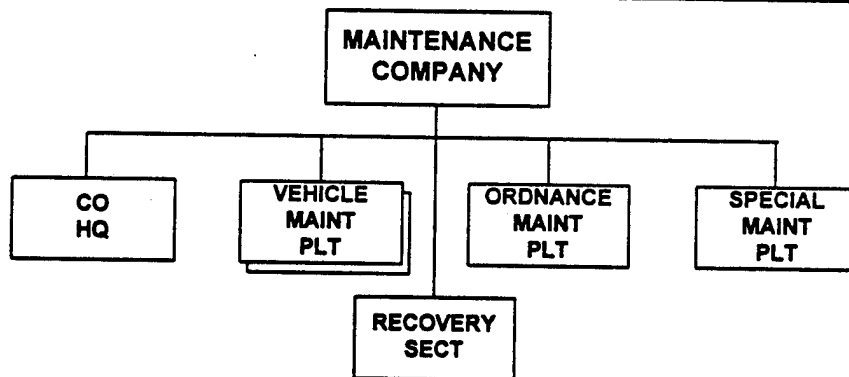 MAINTENANCE
COMPANY
CO
HQ
VEHICLE
MAINT
PLT
ORDNANCE
MAINT
PLT
SPECIAL
MAINT
PLT
RECOVERY
SECT